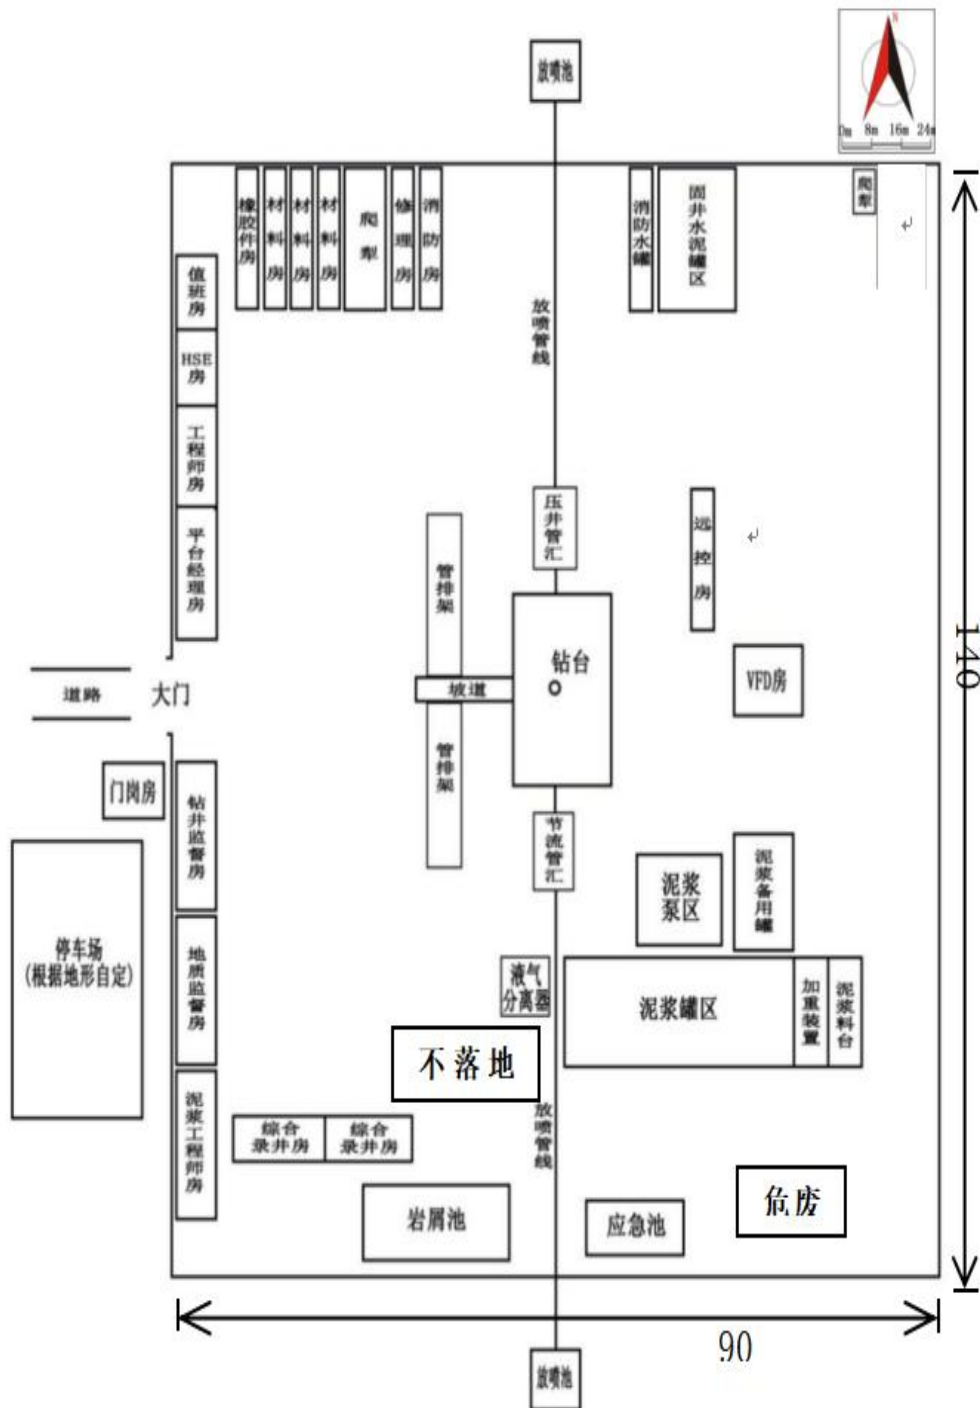 放喷池
N
0m 8m 16m 24m
橡胶件房
材料房
材料房
材料房
爬犁
修理房
消防房
消防水罐
固井水泥罐区
爬犁
值班房
HSE房
工程师房
平台经理房
放喷管线
压井管汇
远控房
管排架
钻台
坡道
VFD房
140
道路
大门
管排架
门岗房
钻井监督房
节流管汇
泥浆
泵区
泥浆备用罐
停车场
(根据地形自定)
地质监督房
液气
分离器
泥浆罐区
加重装置
泥浆料台
不落地
泥浆工程师房
放喷管线
综合
录井房
综合
录井房
岩屑池
应急池
危废
90
放喷池